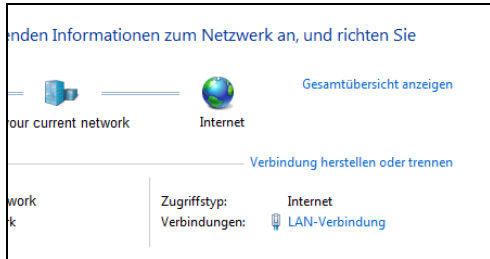 enden Informationen zum Netzwerk an, und richten Sie
Gesamtübersicht anzeigen
our current network Internet
Verbindung herstellen oder trennen
work Zugriffstyp: Internet
rk Verbindungen: LAN-Verbindung